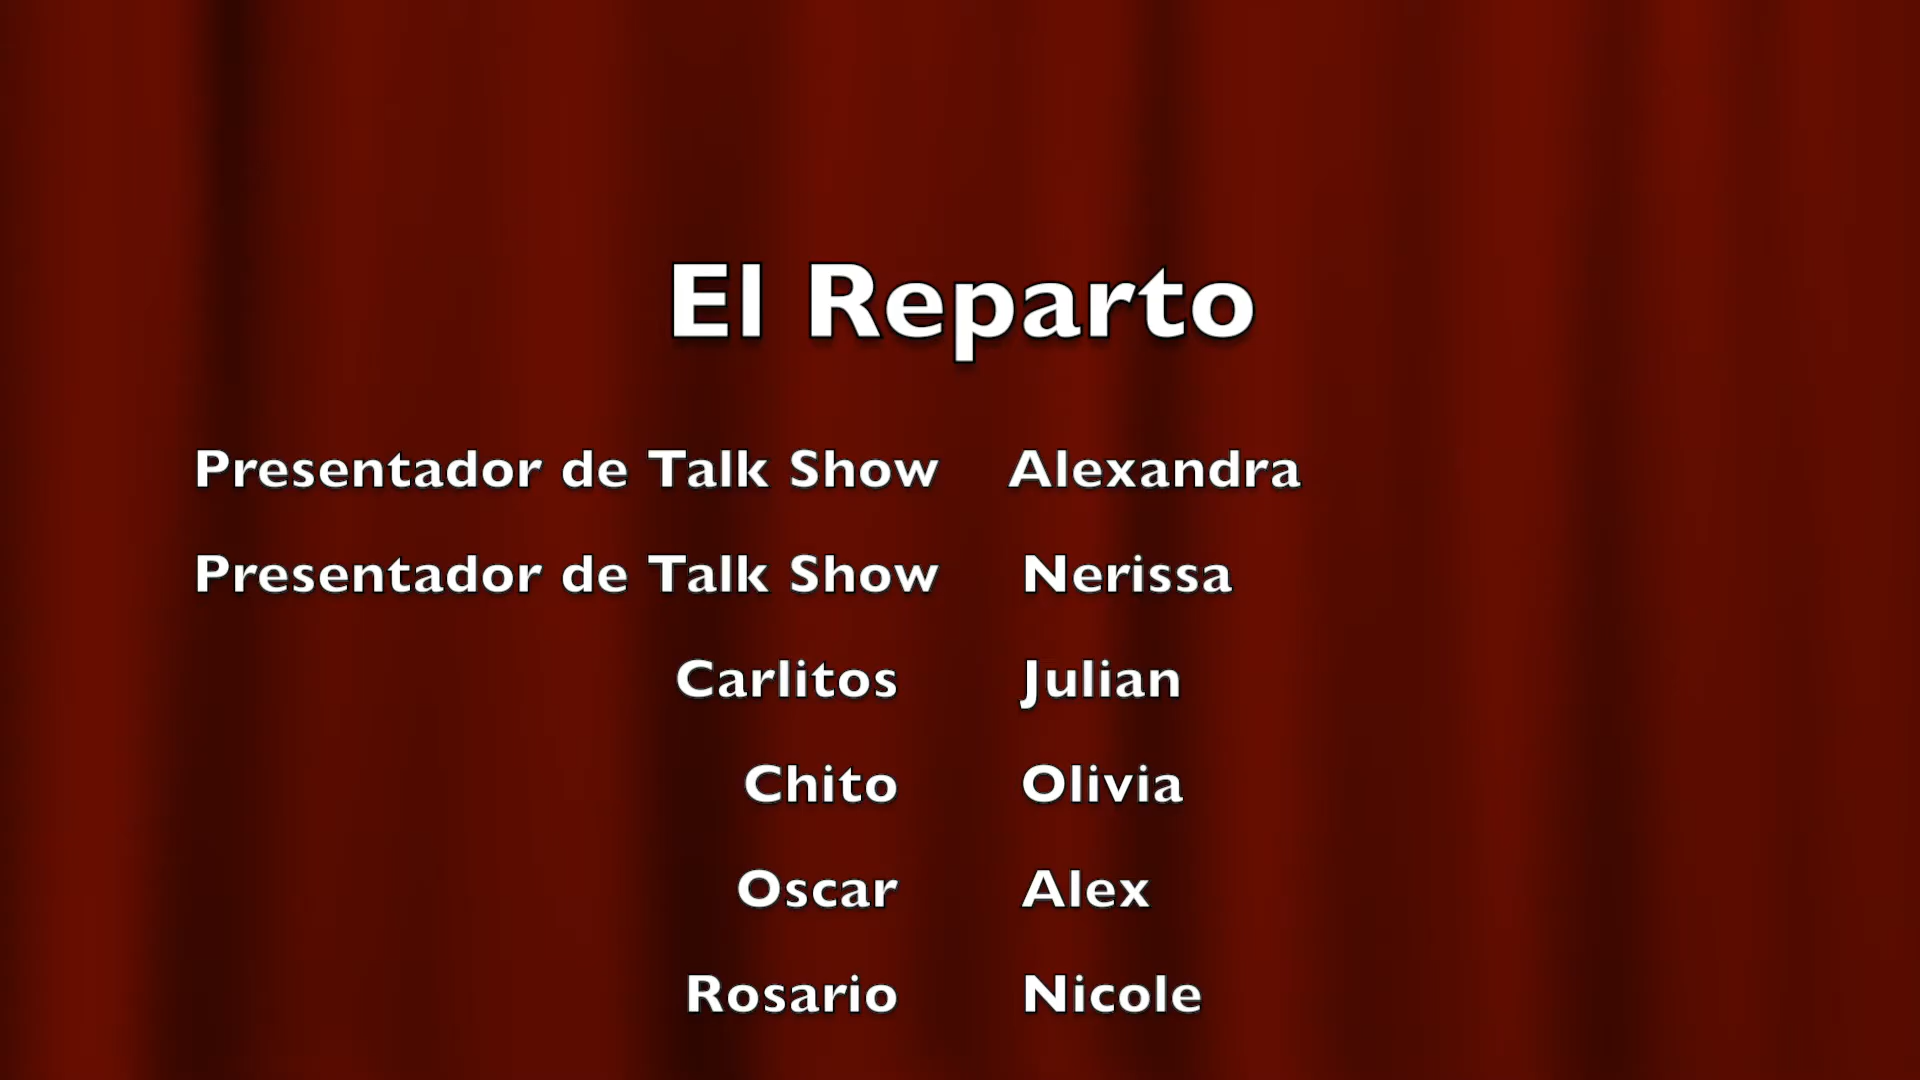 El Reparto
Presentador de Talk Show Alexandra
Presentador de Talk Show Nerissa
Carlitos Julian
Chito Olivia
Oscar Alex
Rosario Nicole